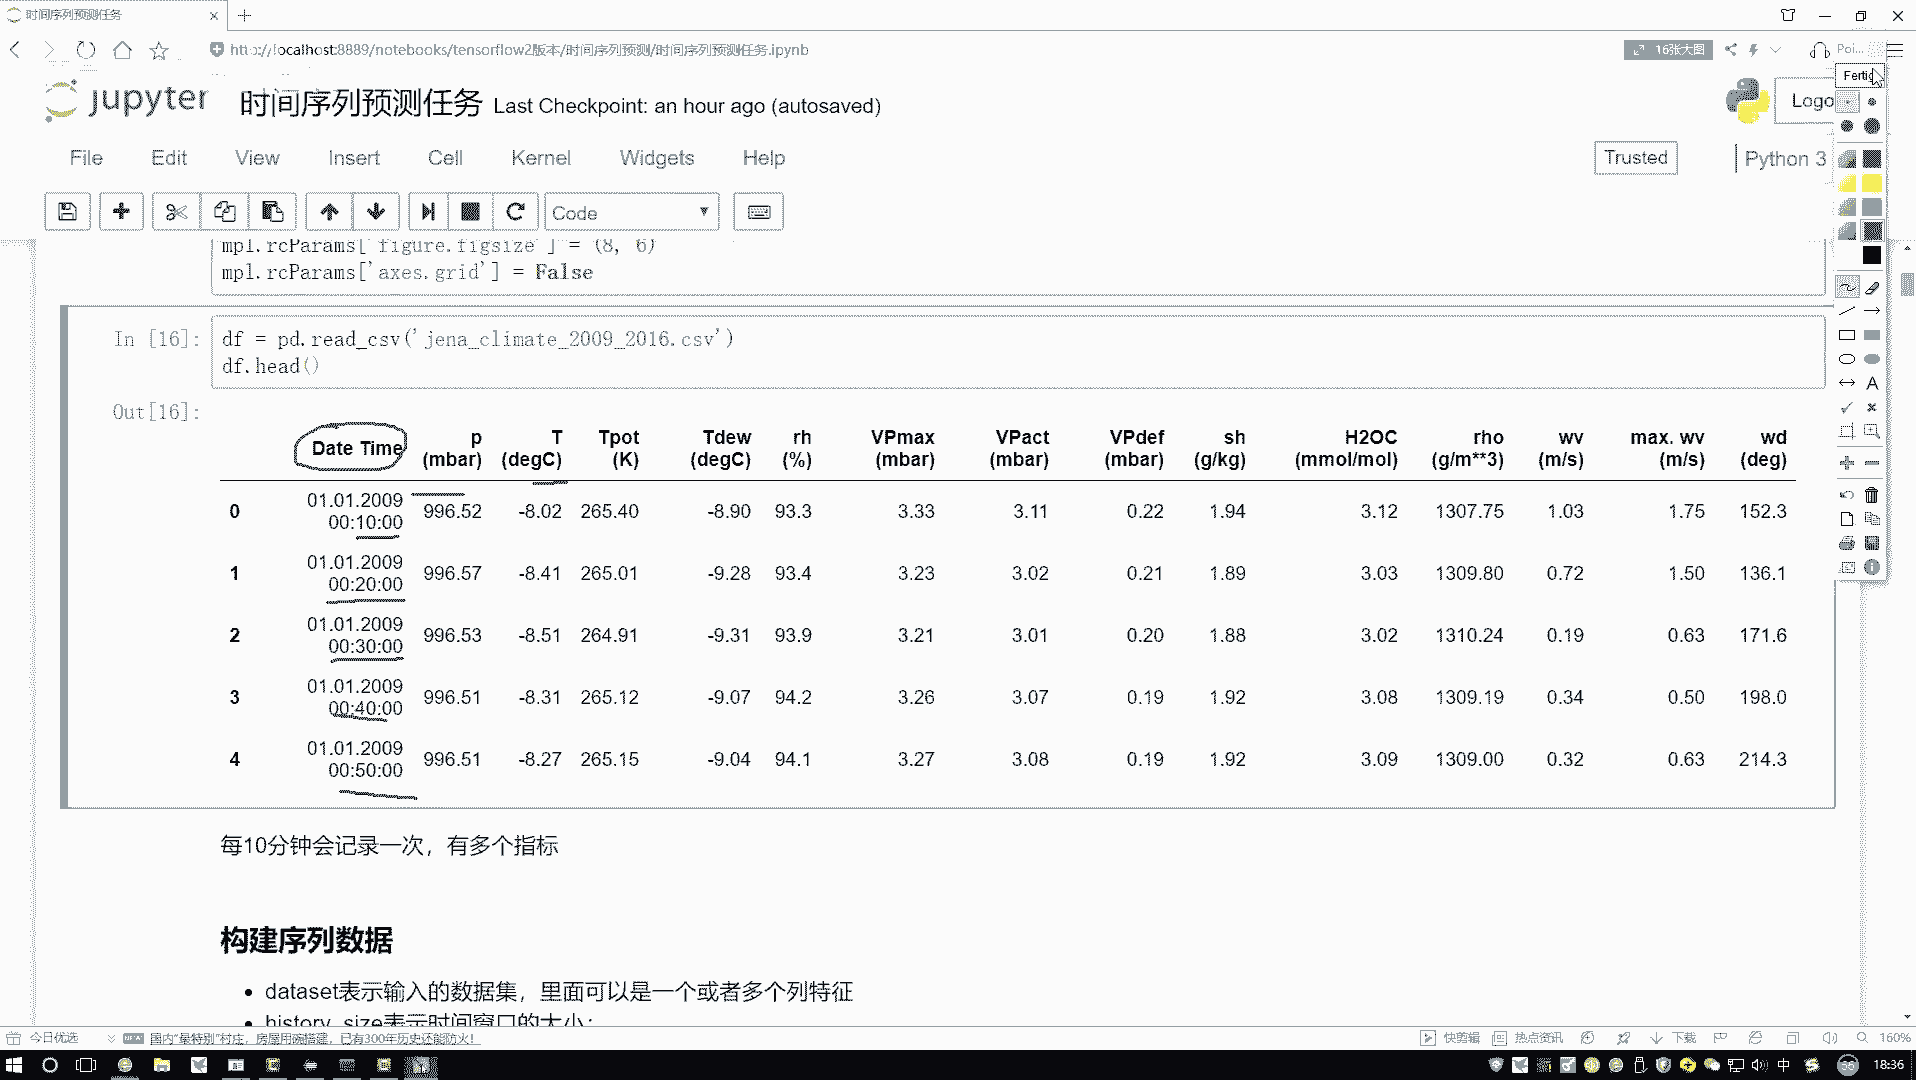 时间序列预测任务
http://localhost:8889/notebooks/tensorflow2版本/时间序列预测/时间序列预测任务.ipynb
16张大图
Poi...
Fertig
jupyter 时间序列预测任务 Last Checkpoint: an hour ago (autosaved)
Logo
File Edit View Insert Cell Kernel Widgets Help
Trusted
Python 3
Code
mpl.rcParams['figure.figsize'] = (8, 6)
mpl.rcParams['axes.grid'] = False
In [16]: df = pd.read_csv('jena_climate_2009_2016.csv')
df.head()
Out[16]:
Date Time p (mbar) T (degC) Tpot (K) Tdew (degC) rh (%) VPmax (mbar) VPact (mbar) VPdef (mbar) sh (g/kg) H2OC (mmol/mol) rho (g/m**3) wv (m/s) max. wv (m/s) wd (deg)
0 01.01.2009 00:10:00 996.52 -8.02 265.40 -8.90 93.3 3.33 3.11 0.22 1.94 3.12 1307.75 1.03 1.75 152.3
1 01.01.2009 00:20:00 996.57 -8.41 265.01 -9.28 93.4 3.23 3.02 0.21 1.89 3.03 1309.80 0.72 1.50 136.1
2 01.01.2009 00:30:00 996.53 -8.51 264.91 -9.31 93.9 3.21 3.01 0.20 1.88 3.02 1310.24 0.19 0.63 171.6
3 01.01.2009 00:40:00 996.51 -8.31 265.12 -9.07 94.2 3.26 3.07 0.19 1.92 3.08 1309.19 0.34 0.50 198.0
4 01.01.2009 00:50:00 996.51 -8.27 265.15 -9.04 94.1 3.27 3.08 0.19 1.92 3.09 1309.00 0.32 0.63 214.3
每10分钟会记录一次，有多个指标
构建序列数据
• dataset表示输入的数据集，里面可以是一个或者多个列特征
• history_size表示时间窗口的大小；
今日优选
国内“最特别”村庄，房屋用碗搭建，已有300年历史还能防火！
快剪辑
热点资讯
下载
160%
中
18:36